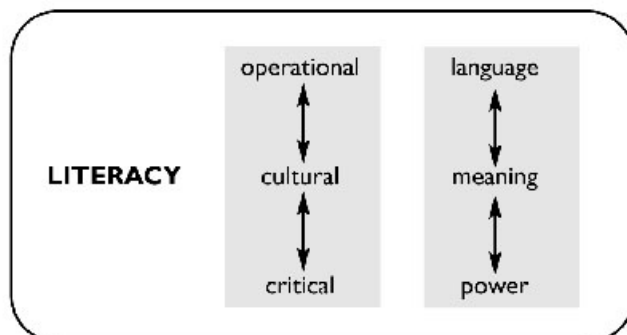 operational language
LITERACY cultural meaning
critical power